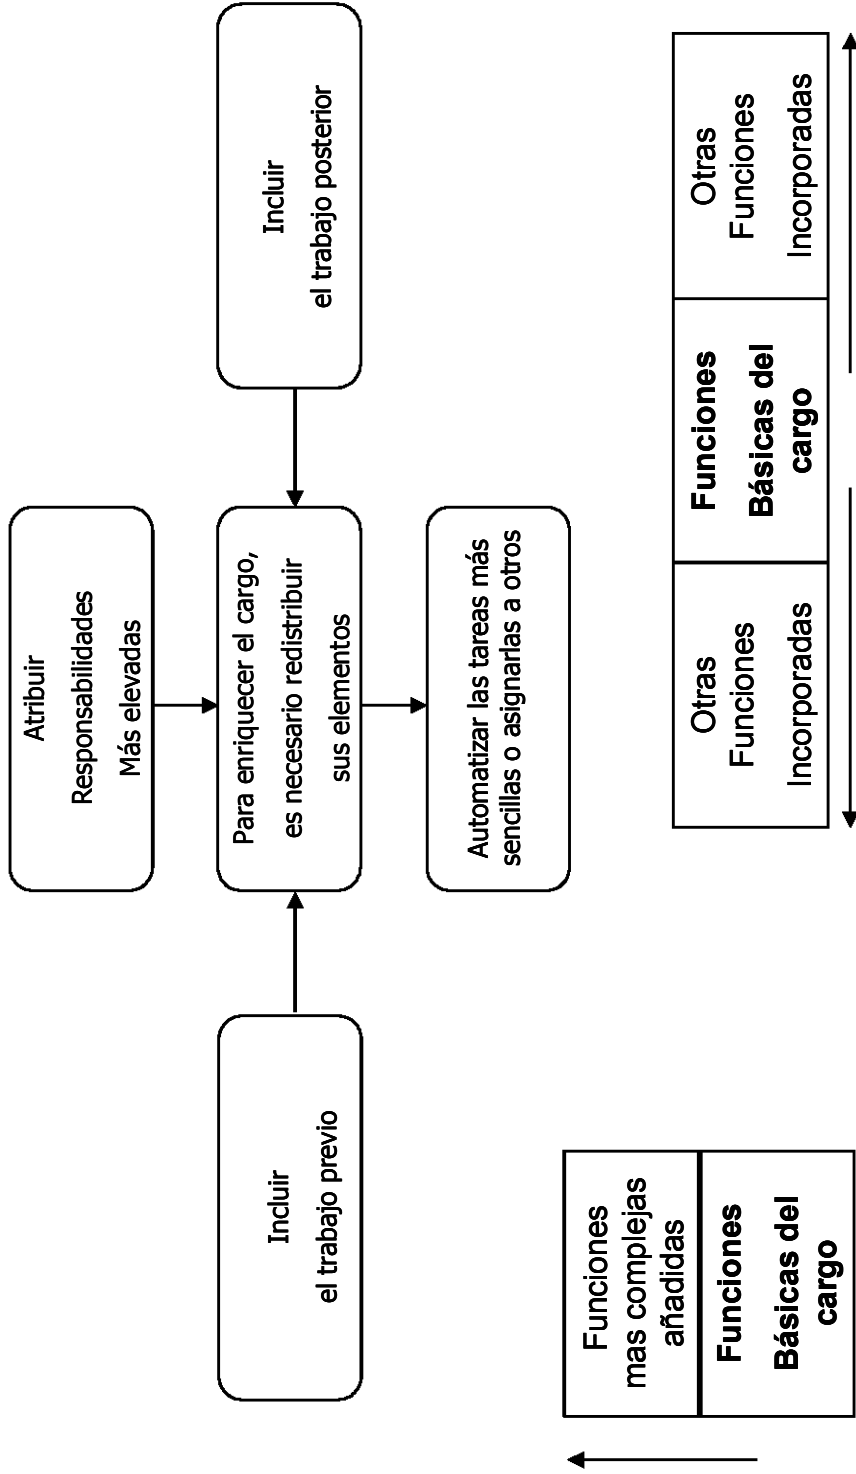 Atribuir
Responsabilidades
Más elevadas
Incluir
el trabajo previo
Para enriquecer el cargo,
es necesario redistribuir
sus elementos
Incluir
el trabajo posterior
Automatizar las tareas más
sencillas o asignarlas a otros
Funciones
mas complejas
añadidas
Funciones
Básicas del
cargo
Otras
Funciones
Incorporadas
Funciones
Básicas del
cargo
Otras
Funciones
Incorporadas